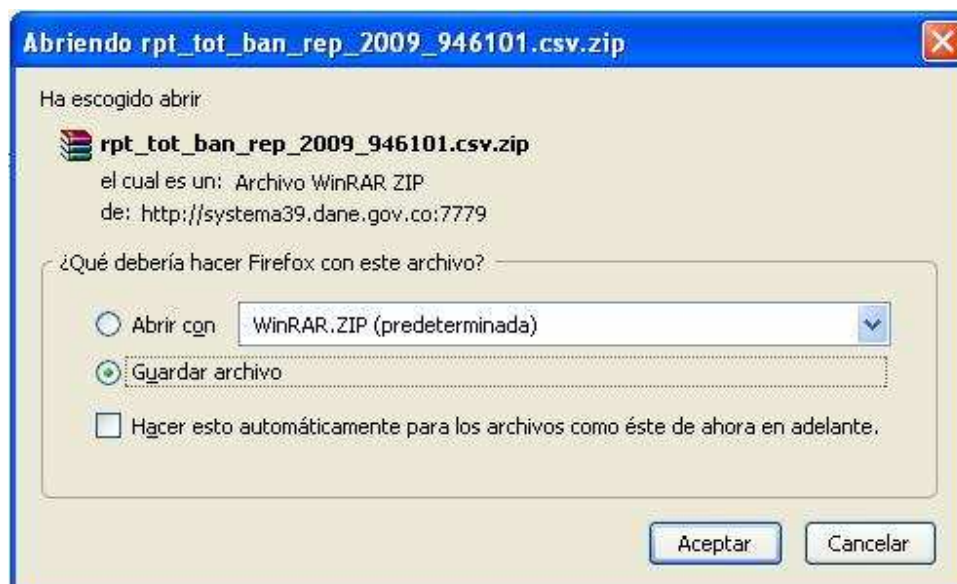 Abriendo rpt_tot_ban_rep_2009_946101.csv.zip
Ha escogido abrir
rpt_tot_ban_rep_2009_946101.csv.zip
el cual es un: Archivo WinRAR ZIP
de: http://systema39.dane.gov.co:7779
¿Qué debería hacer Firefox con este archivo?
Abrir con WinRAR.ZIP (predeterminada)
Guardar archivo
Hacer esto automáticamente para los archivos como éste de ahora en adelante.
Aceptar Cancelar